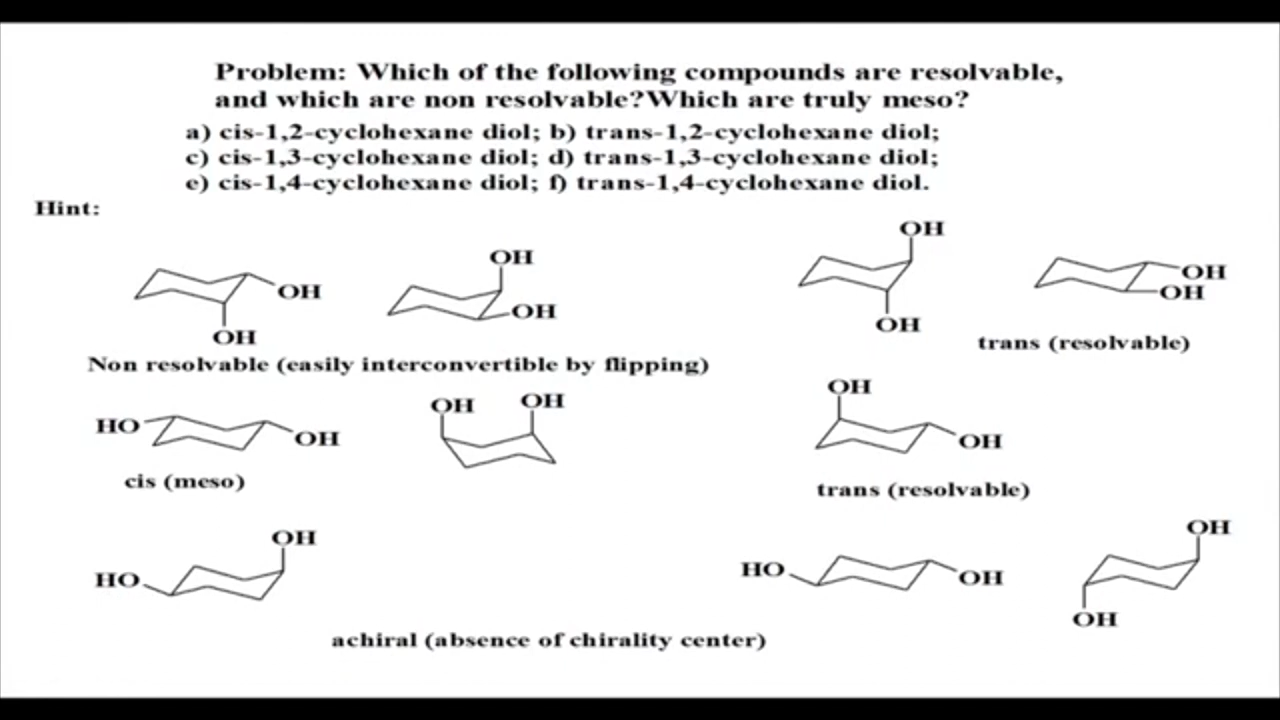 Problem: Which of the following compounds are resolvable,
and which are non resolvable?Which are truly meso?
a) cis-1,2-cyclohexane diol; b) trans-1,2-cyclohexane diol;
c) cis-1,3-cyclohexane diol; d) trans-1,3-cyclohexane diol;
e) cis-1,4-cyclohexane diol; f) trans-1,4-cyclohexane diol.
Hint:
OH
OH
OH
OH
OH
OH
OH
OH
Non resolvable (easily interconvertible by flipping)
trans (resolvable)
HO
OH
OH
OH
OH
OH
cis (meso)
trans (resolvable)
HO
OH
HO
OH
OH
OH
achiral (absence of chirality center)